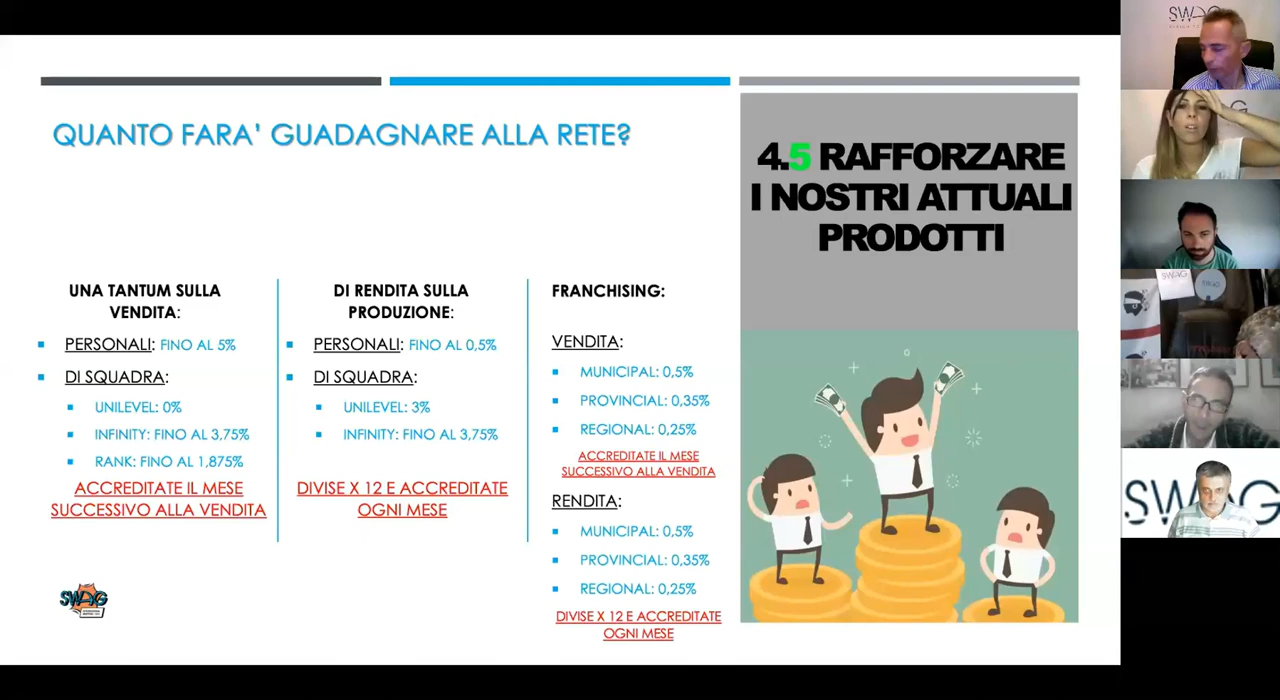 QUANTO FARA' GUADAGNARE ALLA RETE?
4.5 RAFFORZARE
I NOSTRI ATTUALI
PRODOTTI
UNA TANTUM SULLA
VENDITA:
PERSONALI: FINO AL 5%
DI SQUADRA:
UNILEVEL: 0%
INFINITY: FINO AL 3,75%
RANK: FINO AL 1,875%
ACCREDITATE IL MESE
SUCCESSIVO ALLA VENDITA
DI RENDITA SULLA
PRODUZIONE:
PERSONALI: FINO AL 0,5%
DI SQUADRA:
UNILEVEL: 3%
INFINITY: FINO AL 3,75%
DIVISE X 12 E ACCREDITATE
OGNI MESE
FRANCHISING:
VENDITA:
MUNICIPAL: 0,5%
PROVINCIAL: 0,35%
REGIONAL: 0,25%
ACCREDITATE IL MESE
SUCCESSIVO ALLA VENDITA
RENDITA:
MUNICIPAL: 0,5%
PROVINCIAL: 0,35%
REGIONAL: 0,25%
DIVISE X 12 E ACCREDITATE
OGNI MESE
SWAG
SWAG
SWAG
SWAG
SWAG